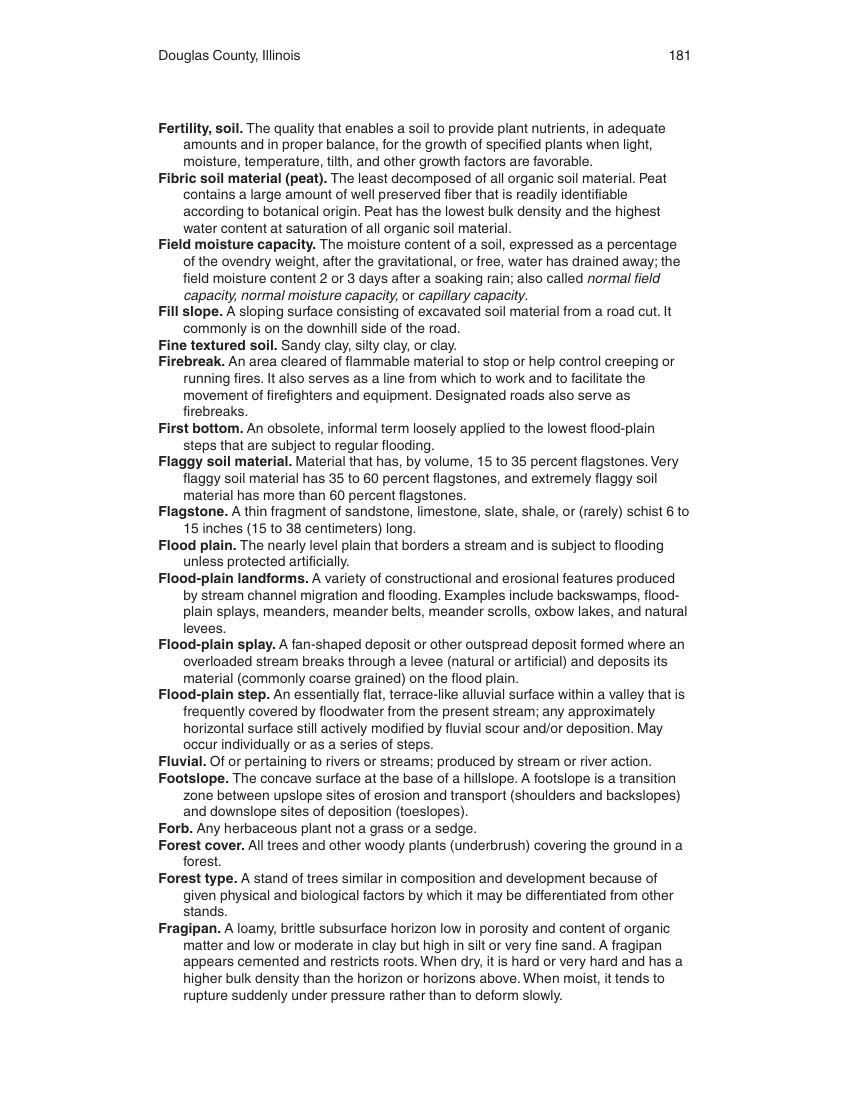 Douglas County, Illinois 181
Fertility, soil. The quality that enables a soil to provide plant nutrients, in adequate
amounts and in proper balance, for the growth of specified plants when light,
moisture, temperature, tilth, and other growth factors are favorable.
Fibric soil material (peat). The least decomposed of all organic soil material. Peat
contains a large amount of well preserved fiber that is readily identifiable
according to botanical origin. Peat has the lowest bulk density and the highest
water content at saturation of all organic soil material.
Field moisture capacity. The moisture content of a soil, expressed as a percentage
of the ovendry weight, after the gravitational, or free, water has drained away; the
field moisture content 2 or 3 days after a soaking rain; also called normal field
capacity, normal moisture capacity, or capillary capacity.
Fill slope. A sloping surface consisting of excavated soil material from a road cut. It
commonly is on the downhill side of the road.
Fine textured soil. Sandy clay, silty clay, or clay.
Firebreak. An area cleared of flammable material to stop or help control creeping or
running fires. It also serves as a line from which to work and to facilitate the
movement of firefighters and equipment. Designated roads also serve as
firebreaks.
First bottom. An obsolete, informal term loosely applied to the lowest flood-plain
steps that are subject to regular flooding.
Flaggy soil material. Material that has, by volume, 15 to 35 percent flagstones. Very
flaggy soil material has 35 to 60 percent flagstones, and extremely flaggy soil
material has more than 60 percent flagstones.
Flagstone. A thin fragment of sandstone, limestone, slate, shale, or (rarely) schist 6 to
15 inches (15 to 38 centimeters) long.
Flood plain. The nearly level plain that borders a stream and is subject to flooding
unless protected artificially.
Flood-plain landforms. A variety of constructional and erosional features produced
by stream channel migration and flooding. Examples include backswamps, flood-
plain splays, meanders, meander belts, meander scrolls, oxbow lakes, and natural
levees.
Flood-plain splay. A fan-shaped deposit or other outspread deposit formed where an
overloaded stream breaks through a levee (natural or artificial) and deposits its
material (commonly coarse grained) on the flood plain.
Flood-plain step. An essentially flat, terrace-like alluvial surface within a valley that is
frequently covered by floodwater from the present stream; any approximately
horizontal surface still actively modified by fluvial scour and/or deposition. May
occur individually or as a series of steps.
Fluvial. Of or pertaining to rivers or streams; produced by stream or river action.
Footslope. The concave surface at the base of a hillslope. A footslope is a transition
zone between upslope sites of erosion and transport (shoulders and backslopes)
and downslope sites of deposition (toeslopes).
Forb. Any herbaceous plant not a grass or a sedge.
Forest cover. All trees and other woody plants (underbrush) covering the ground in a
forest.
Forest type. A stand of trees similar in composition and development because of
given physical and biological factors by which it may be differentiated from other
stands.
Fragipan. A loamy, brittle subsurface horizon low in porosity and content of organic
matter and low or moderate in clay but high in silt or very fine sand. A fragipan
appears cemented and restricts roots. When dry, it is hard or very hard and has a
higher bulk density than the horizon or horizons above. When moist, it tends to
rupture suddenly under pressure rather than to deform slowly.